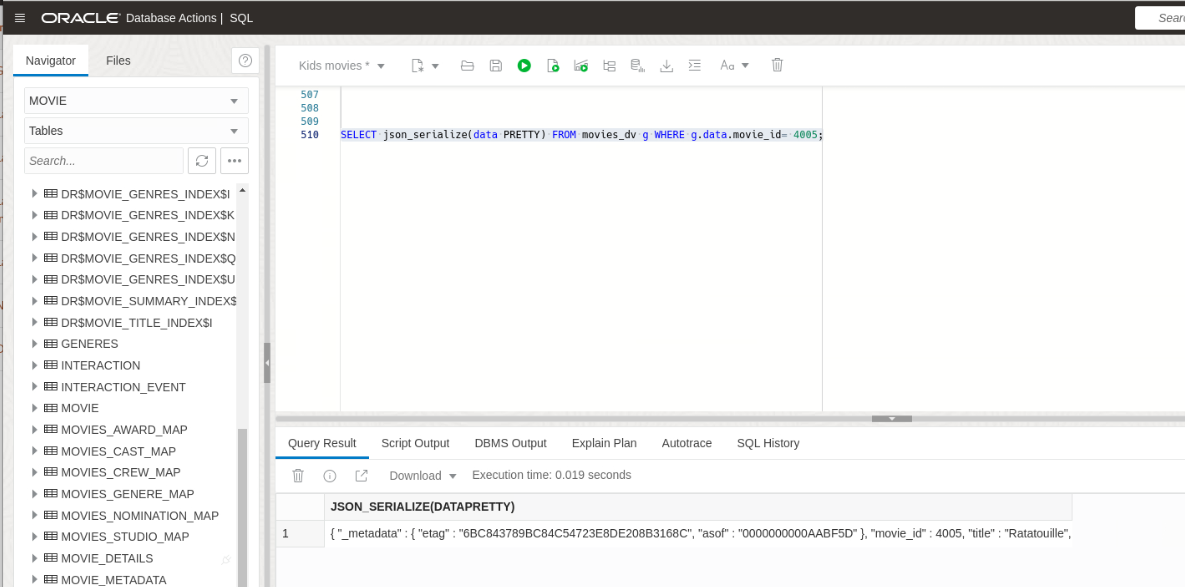 ORACLE Database Actions | SQL
Sear
Navigator Files
MOVIE
Tables
Search...
DR$MOVIE_GENRES_INDEX$I
DR$MOVIE_GENRES_INDEX$K
DR$MOVIE_GENRES_INDEX$N
DR$MOVIE_GENRES_INDEX$Q
DR$MOVIE_GENRES_INDEX$U
DR$MOVIE_SUMMARY_INDEX$
DR$MOVIE_TITLE_INDEX$I
GENERES
INTERACTION
INTERACTION_EVENT
MOVIE
MOVIES_AWARD_MAP
MOVIES_CAST_MAP
MOVIES_CREW_MAP
MOVIES_GENERE_MAP
MOVIES_NOMINATION_MAP
MOVIES_STUDIO_MAP
MOVIE_DETAILS
MOVIE_METADATA
Kids movies * Aa
507
508
509
510 SELECT json_serialize(data PRETTY) FROM movies_dv g WHERE g.data.movie_id= 4005;
Query Result Script Output DBMS Output Explain Plan Autotrace SQL History
Download Execution time: 0.019 seconds
JSON_SERIALIZE(DATAPRETTY)
1 { "_metadata" : { "etag" : "6BC843789BC84C54723E8DE208B3168C", "asof" : "0000000000AABF5D" }, "movie_id" : 4005, "title" : "Ratatouille",